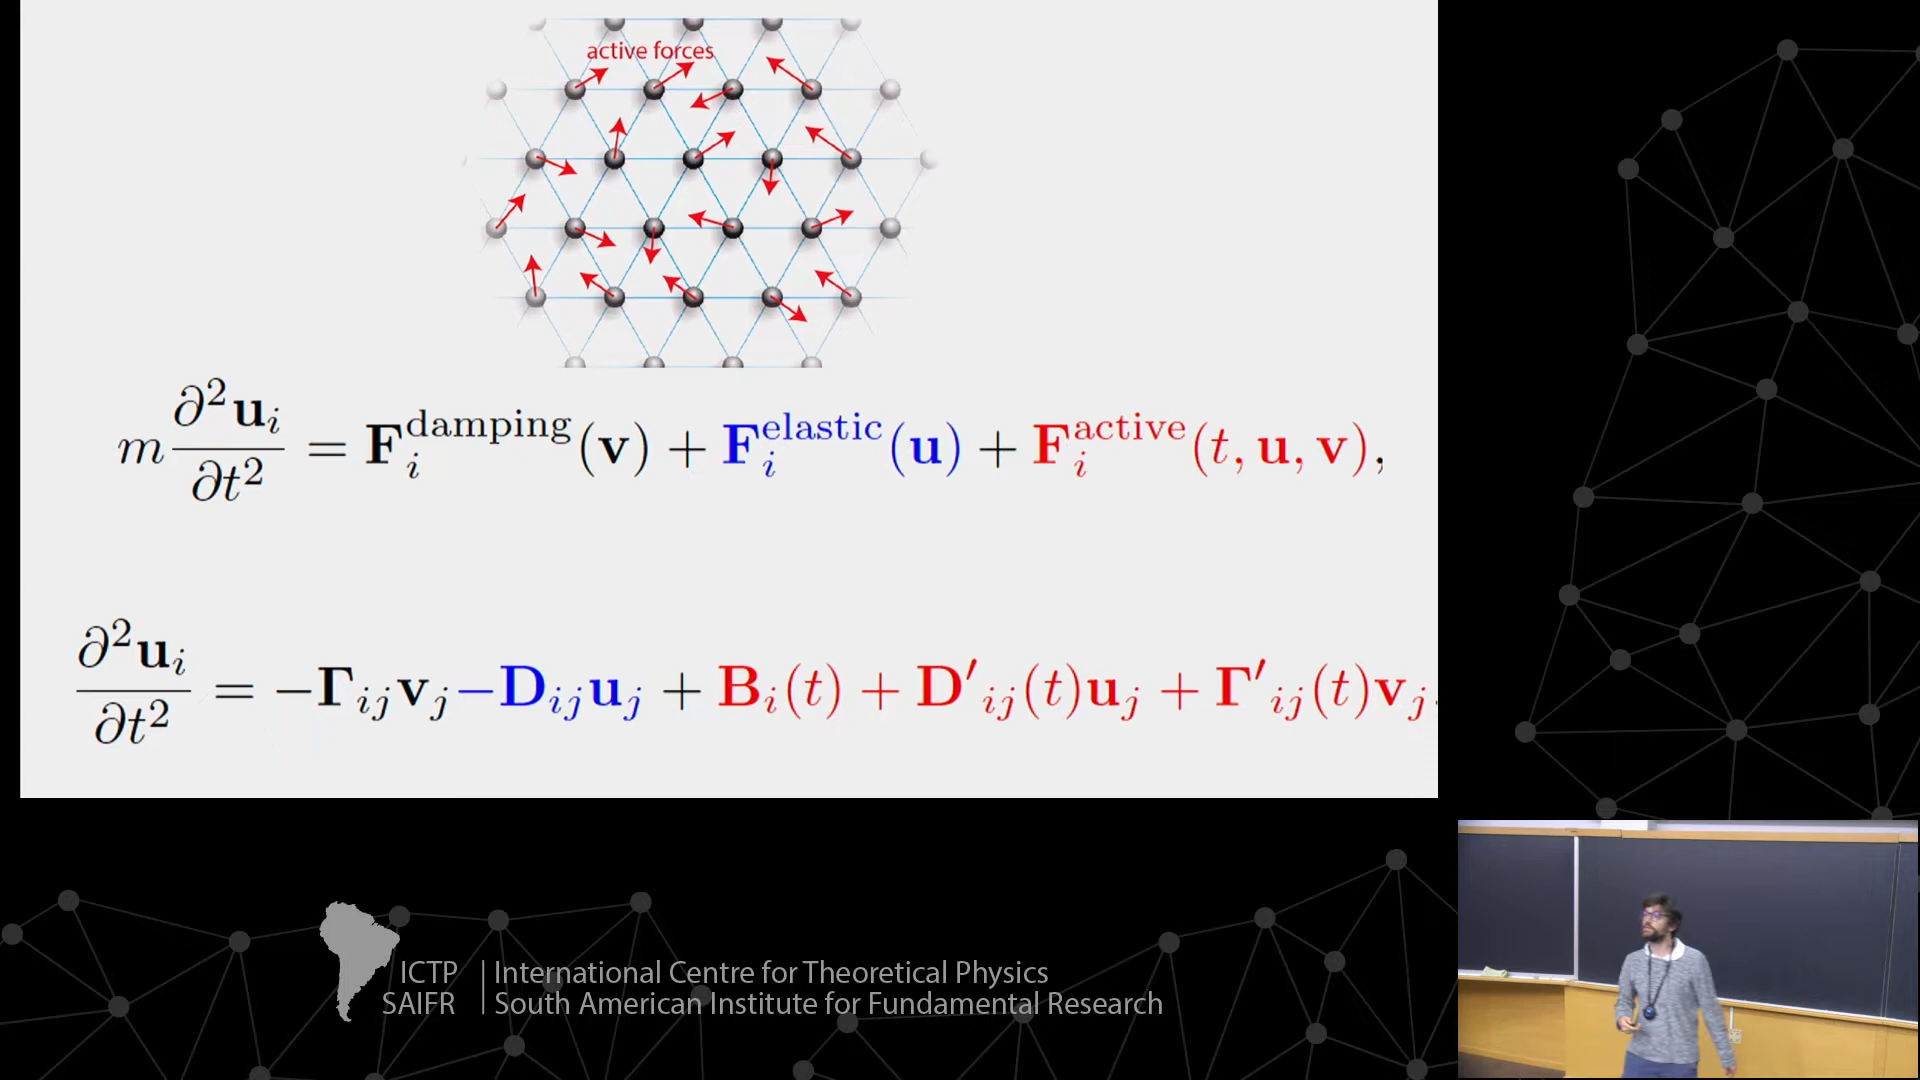 active forces
m ∂²uᵢ/∂t² = Fᵢ^damping(v) + Fᵢ^elastic(u) + Fᵢ^active(t, u, v),
∂²uᵢ/∂t² = −Γᵢⱼvⱼ−Dᵢⱼuⱼ + Bᵢ(t) + D′ᵢⱼ(t)uⱼ + Γ′ᵢⱼ(t)vⱼ.
ICTP | International Centre for Theoretical Physics
SAIFR | South American Institute for Fundamental Research